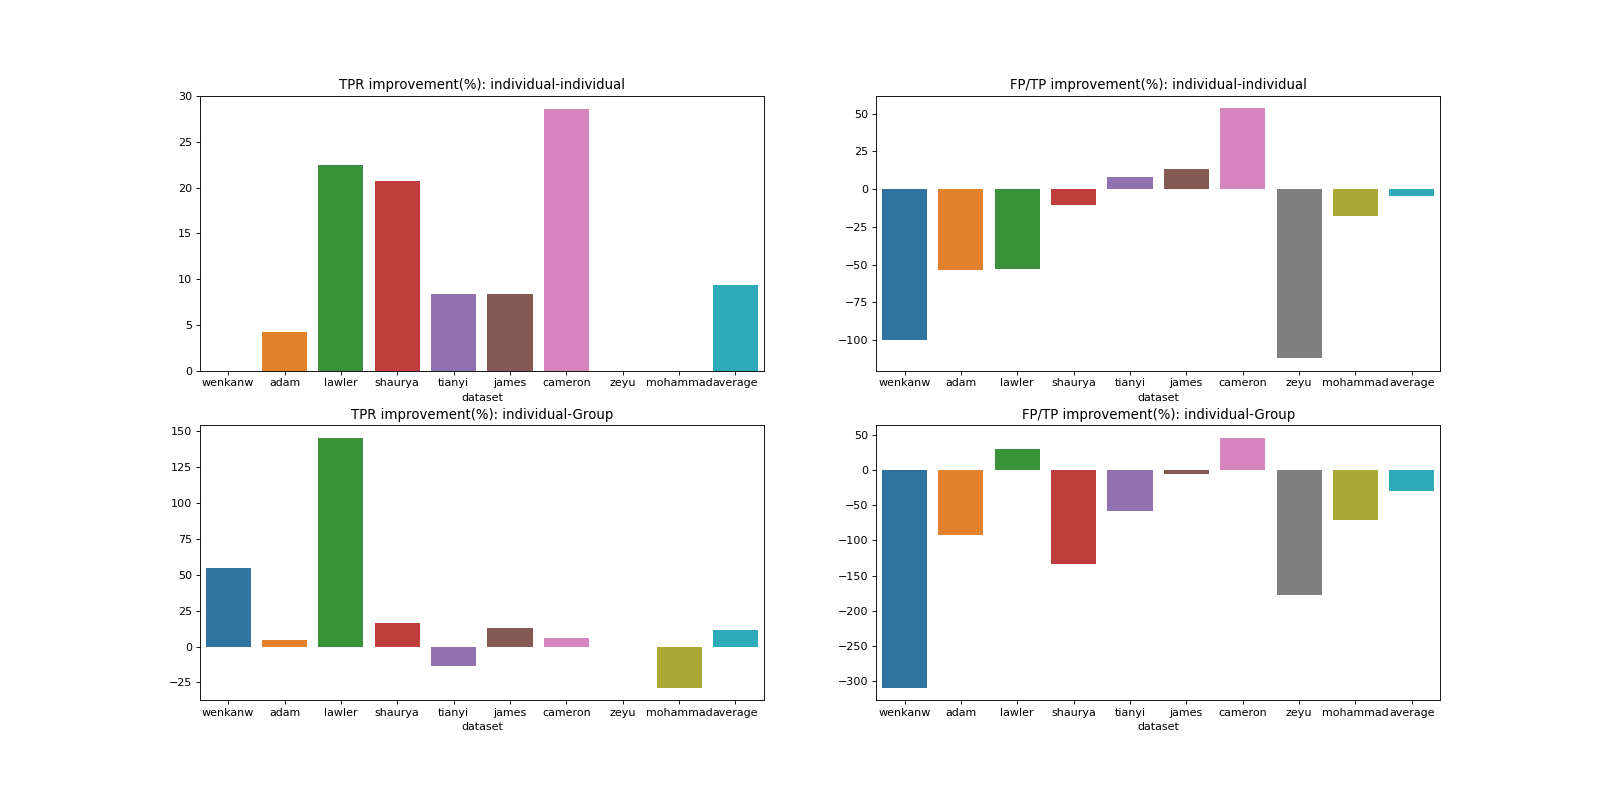 TPR improvement(%): individual-individual
30
25
20
15
10
5
0
wenkanw adam lawler shaurya tianyi james cameron zeyu mohammad average
dataset
FP/TP improvement(%): individual-individual
50
25
0
−25
−50
−75
−100
wenkanw adam lawler shaurya tianyi james cameron zeyu mohammad average
dataset
TPR improvement(%): individual-Group
150
125
100
75
50
25
0
−25
wenkanw adam lawler shaurya tianyi james cameron zeyu mohammad average
dataset
FP/TP improvement(%): individual-Group
50
0
−50
−100
−150
−200
−250
−300
wenkanw adam lawler shaurya tianyi james cameron zeyu mohammad average
dataset